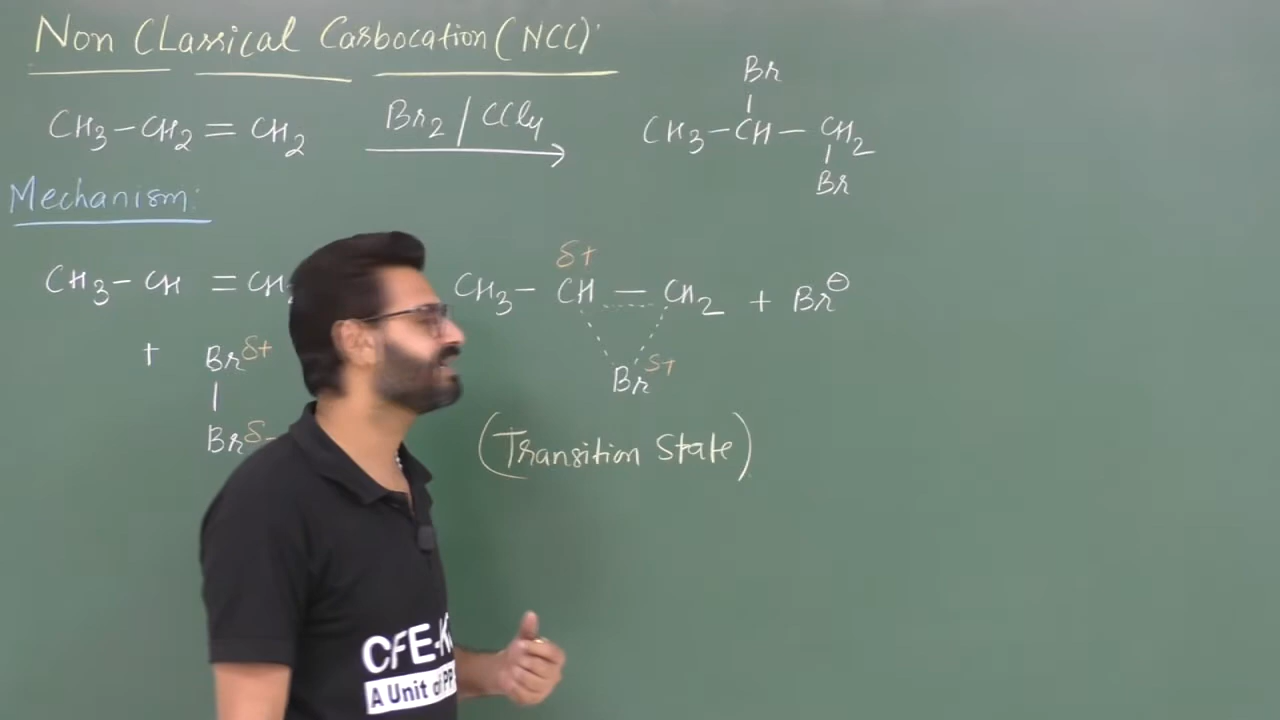 Non Classical Carbocation (NCC):
Br
CH3–CH2=CH2 Br2/CCl4 CH3–CH–CH2
Br
Mechanism:
δ+
CH3–CH=CH CH3–CH=CH2 + Br⊖
+ Brδ+ Brδ+
Brδ-
(Transition State)
CFE-K
A Unit of PP